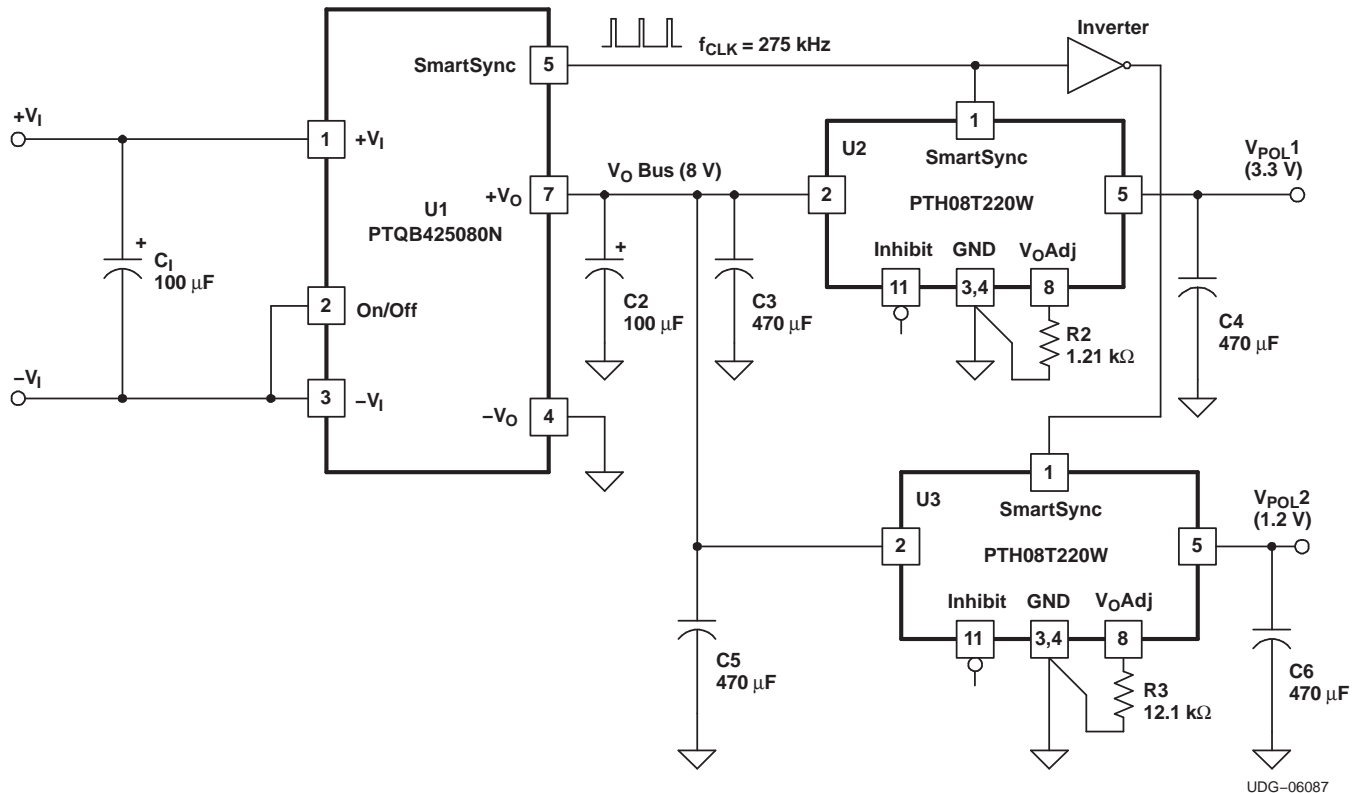 f_CLK = 275 kHz
Inverter
SmartSync
5
+V_I
1
+V_I
U1
PTQB425080N
+V_O
7
V_O Bus (8 V)
+
C_I
100 μF
2
On/Off
−V_I
3
−V_I
−V_O
4
+
C2
100 μF
C3
470 μF
1
U2
SmartSync
2
PTH08T220W
5
V_POL1
(3.3 V)
Inhibit
GND
V_OAdj
11
3,4
8
R2
1.21 kΩ
C4
470 μF
1
U3
SmartSync
2
PTH08T220W
5
V_POL2
(1.2 V)
Inhibit
GND
V_OAdj
11
3,4
8
C5
470 μF
R3
12.1 kΩ
C6
470 μF
UDG−06087